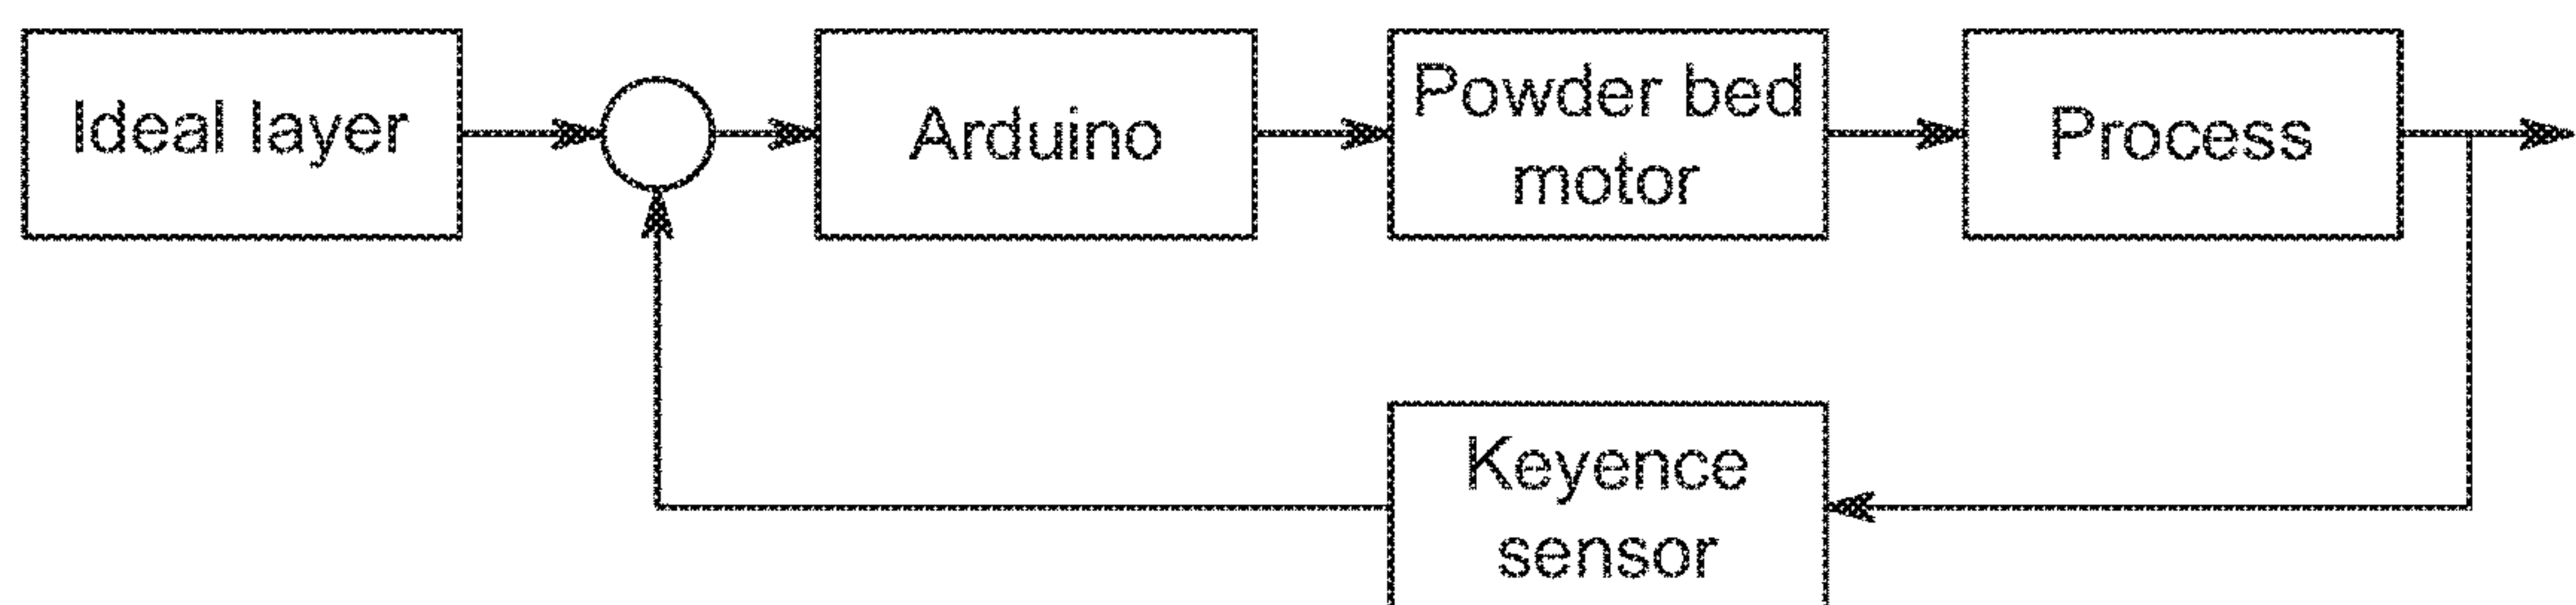 Ideal layer
Arduino
Powder bed
motor
Process
Keyence
sensor